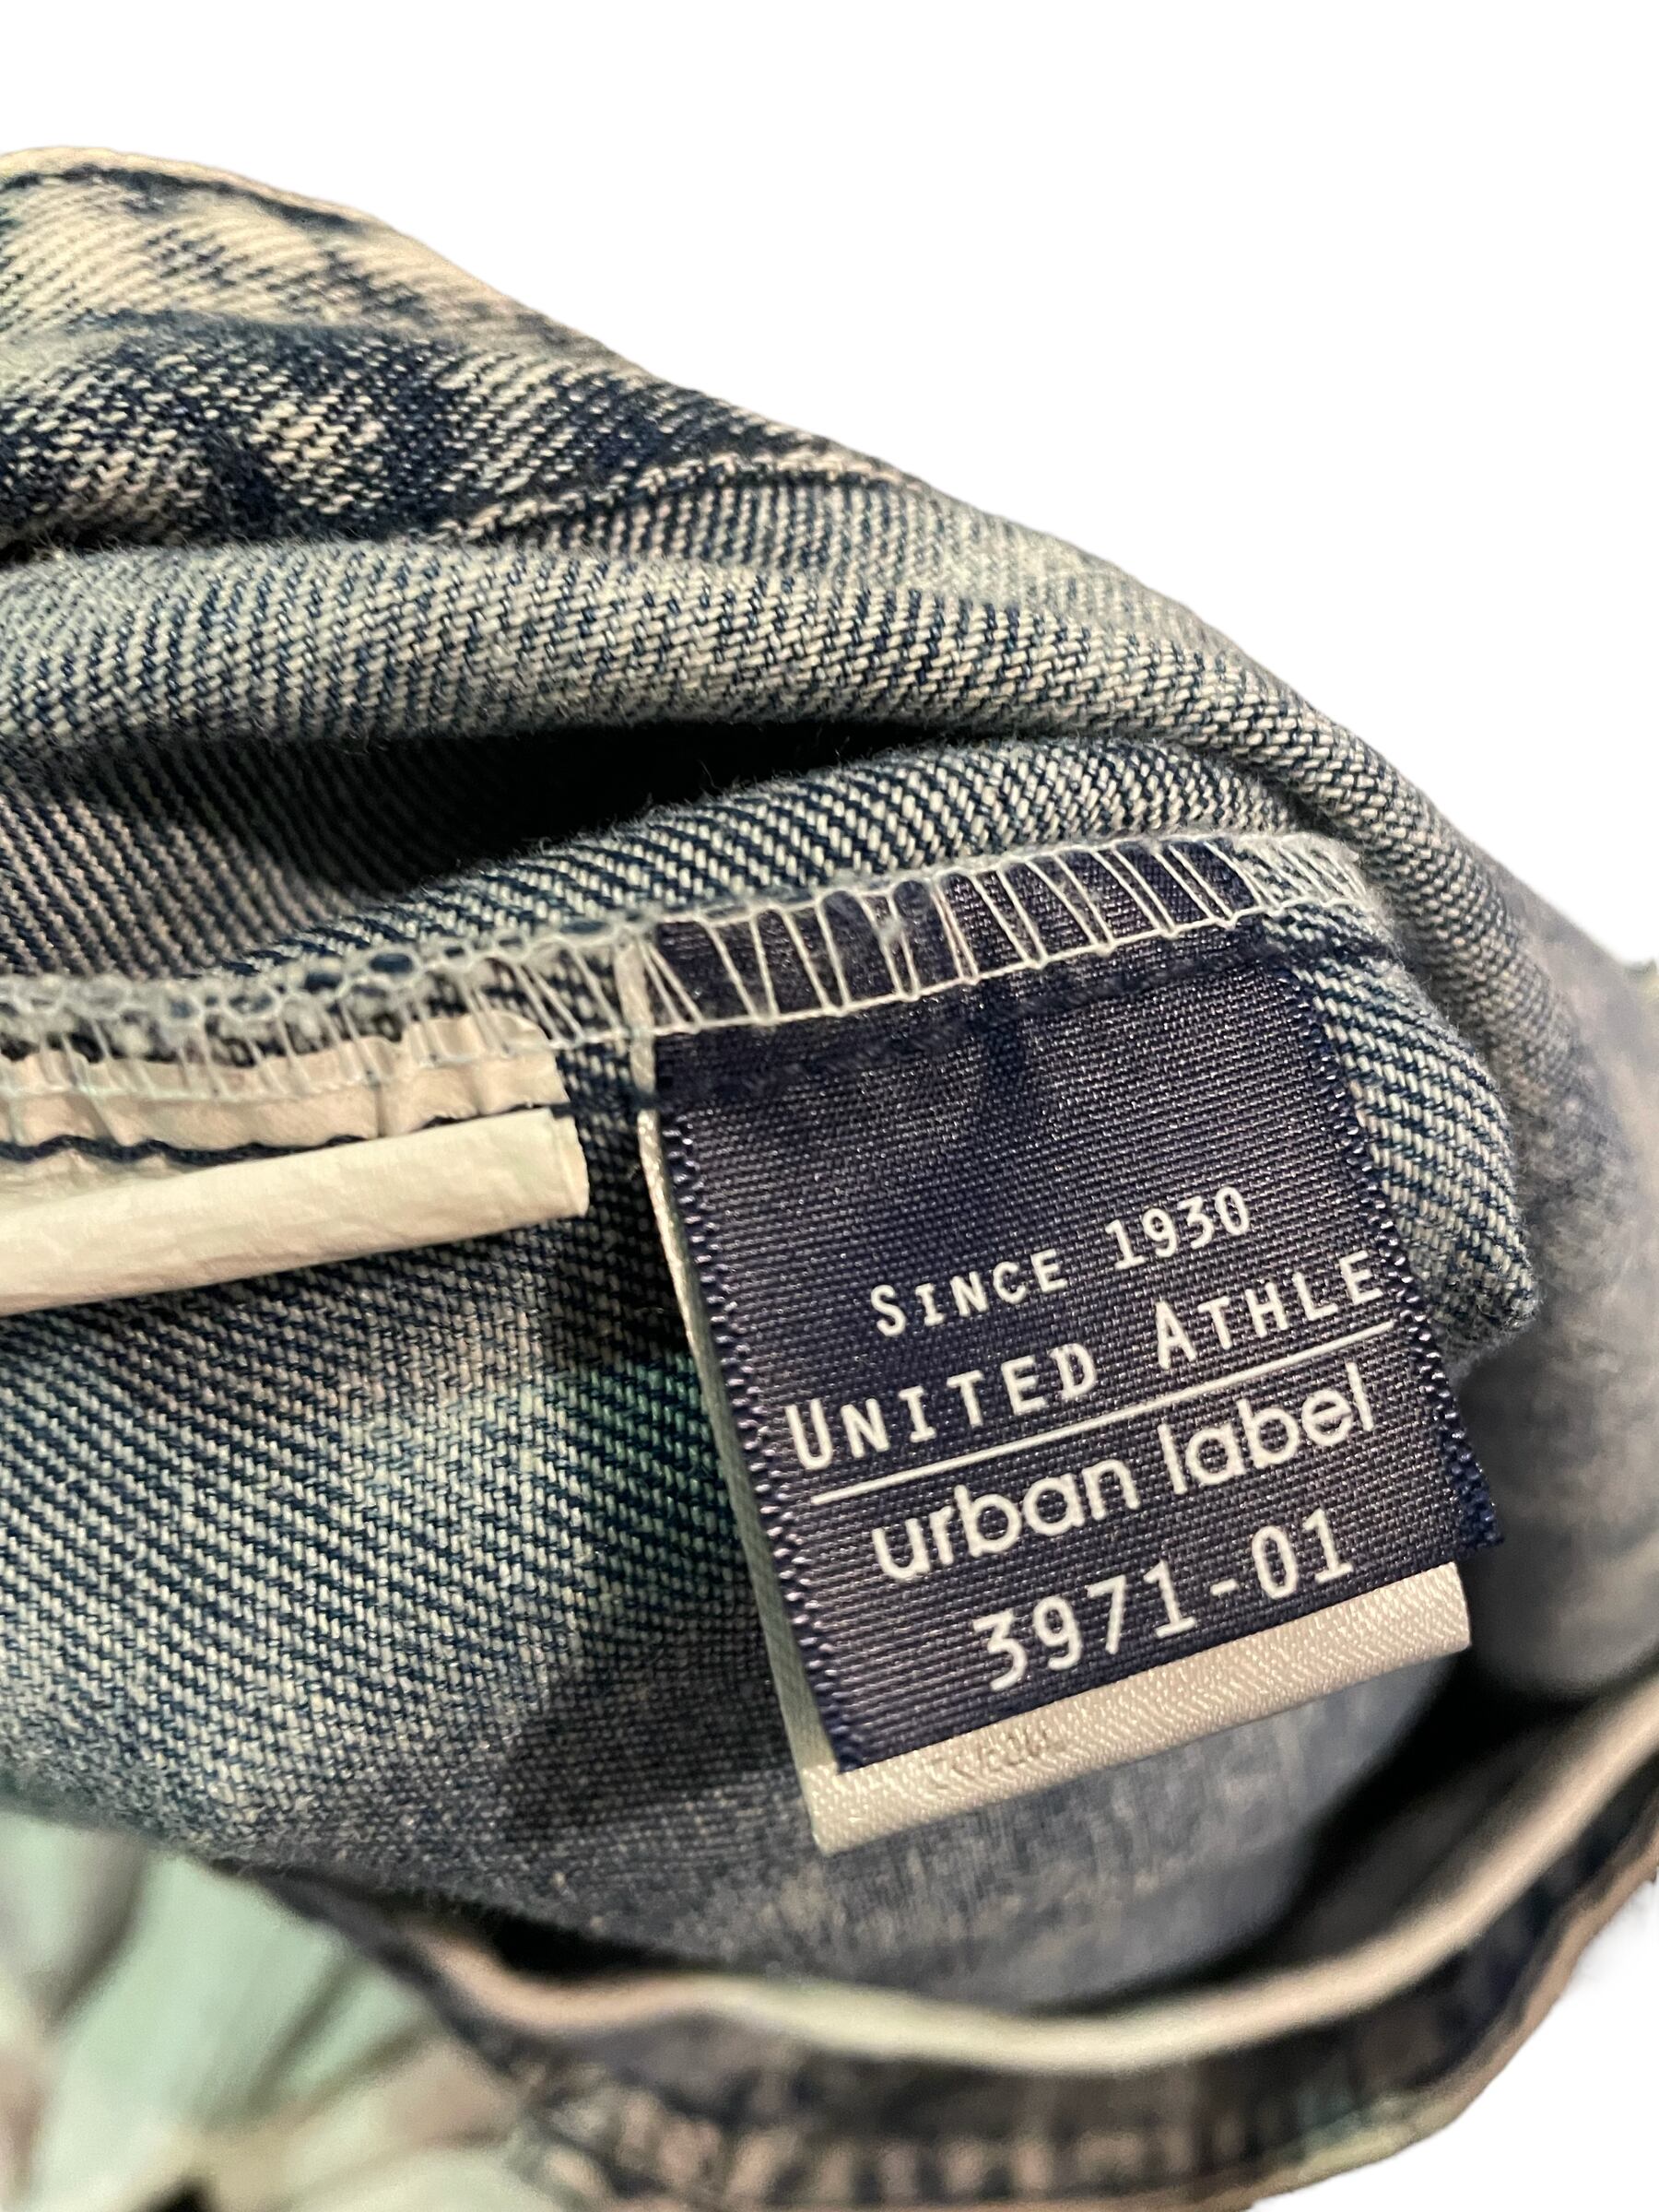 SINCE 1930
UNITED ATHLE
urban label
3971-01